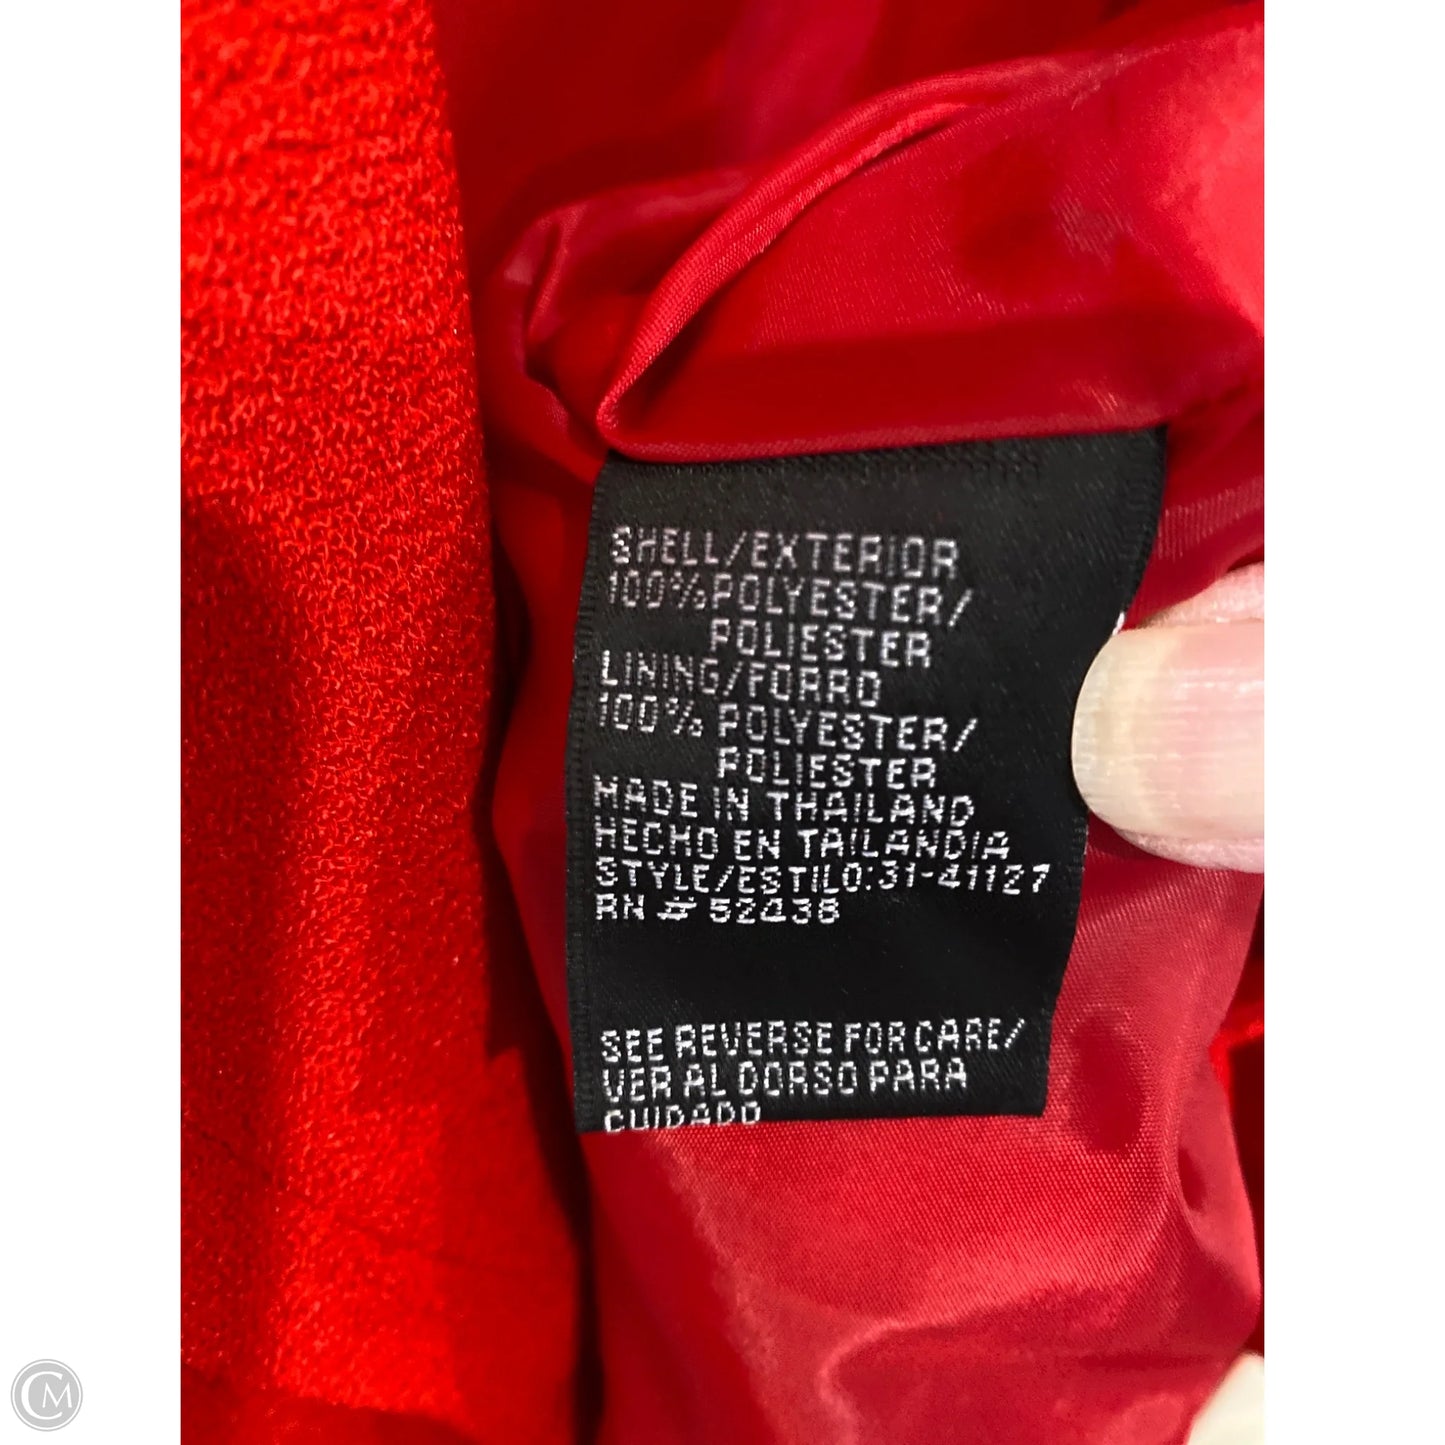 SHELL/EXTERIOR
100% POLYESTER/
POLIESTER
LINING/FORRO
100% POLYESTER/
POLIESTER
MADE IN THAILAND
HECHO EN TAILANDIA
STYLE/ESTILO:31-41127
RN # 52438
SEE REVERSE FOR CARE/
VER AL DORSO PARA
CUIDADO
CM